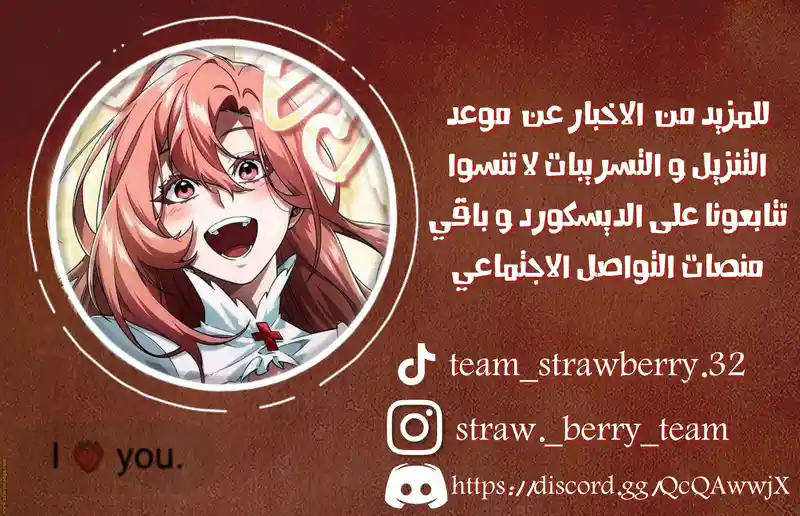 للمزيد من الاخبار عن موعد
التنزيل و التسريبات لا تنسوا
تتابعونا على الديسكورد و باقي
منصات التواصل الاجتماعي
team_strawberry.32
straw._berry_team
https://discord.gg/QcQAwwjX
I 🍓 you.